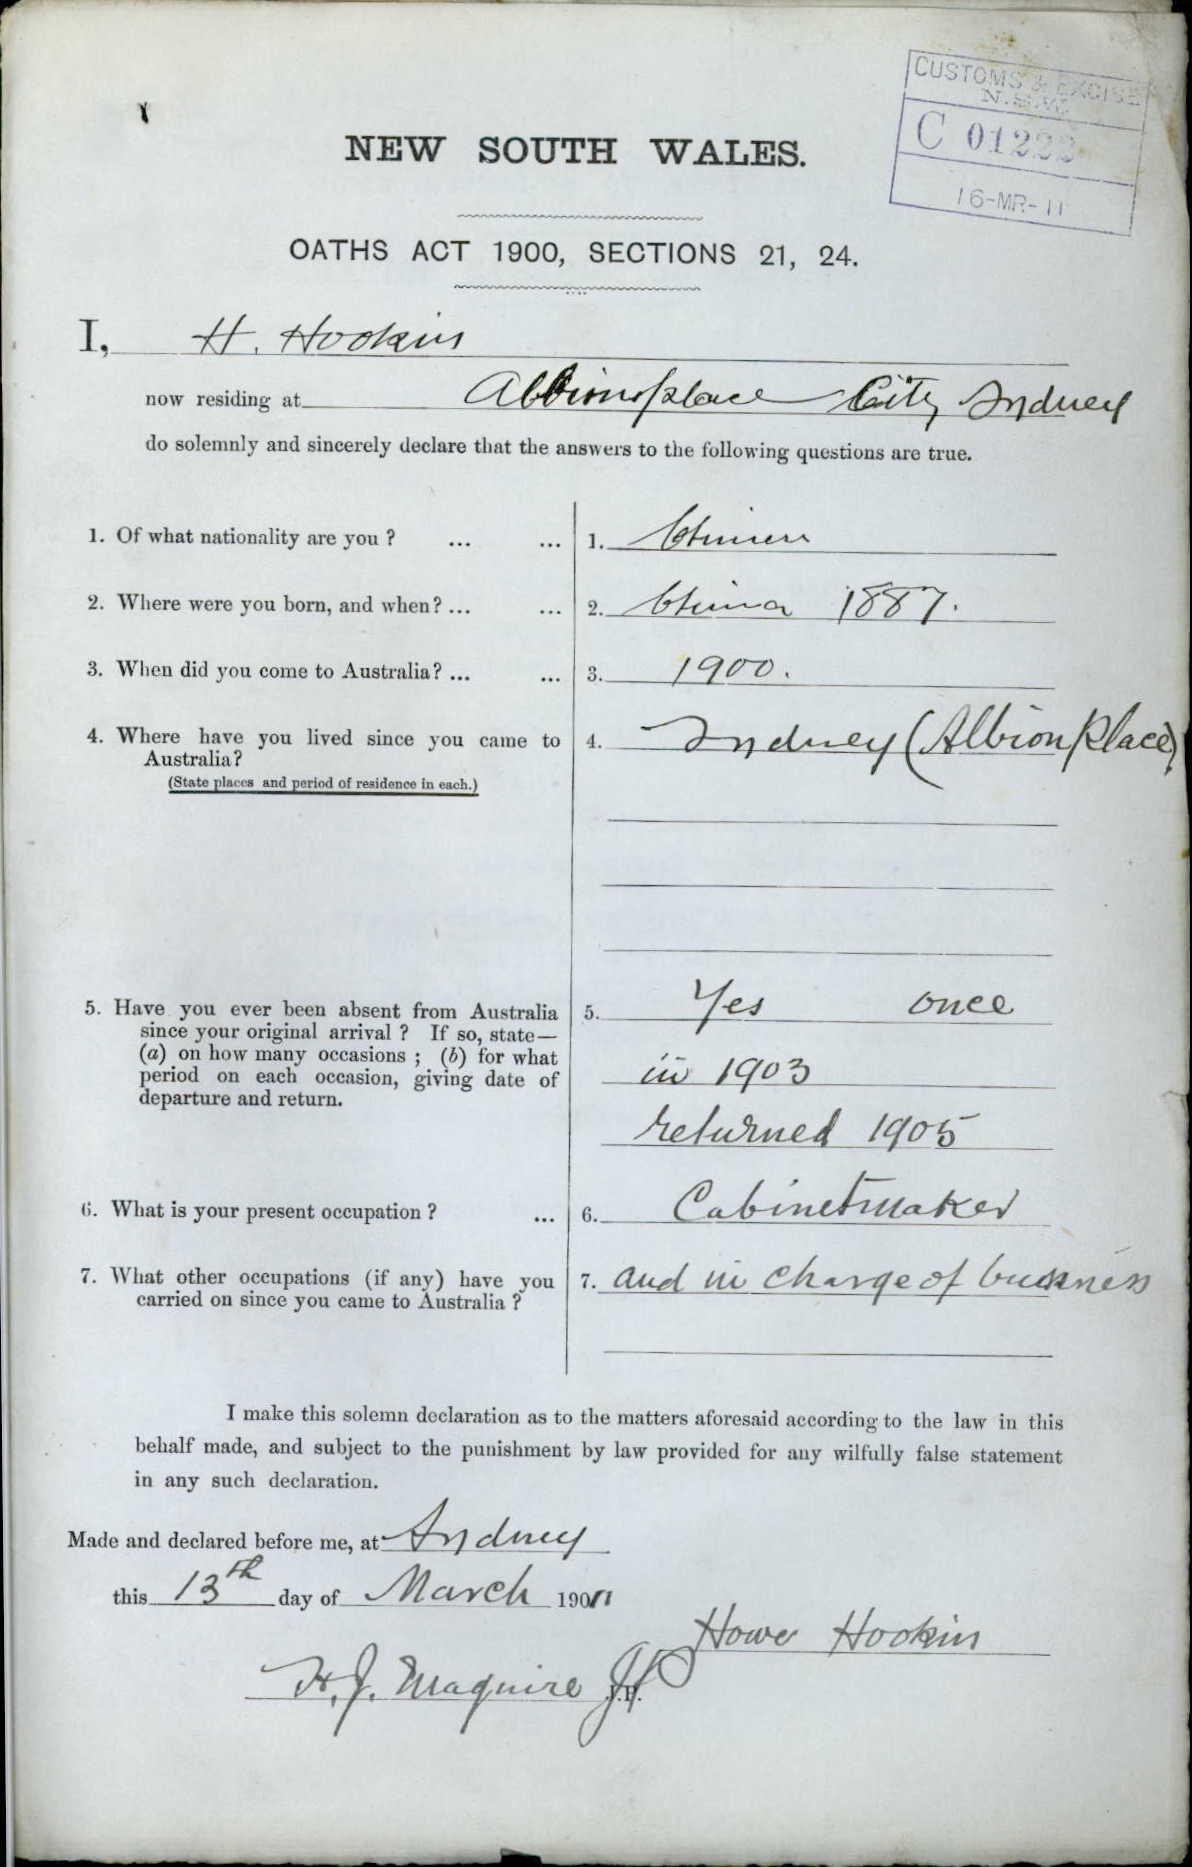 CUSTOMS & EXCISE
N.S.W.
C 01222
16-MR-11
NEW SOUTH WALES.
OATHS ACT 1900, SECTIONS 21, 24.
I, H. Hookin
now residing at Albion place City Sydney
do solemnly and sincerely declare that the answers to the following questions are true.
1. Of what nationality are you ? ... ... 1. Chinese
2. Where were you born, and when ? ... ... 2. China 1887.
3. When did you come to Australia? ... ... 3. 1900.
4. Where have you lived since you came to 4. Sydney (Albion Place)
Australia?
(State places and period of residence in each.)
5. Have you ever been absent from Australia 5. Yes once
since your original arrival ? If so, state—
(a) on how many occasions ; (b) for what in 1903
period on each occasion, giving date of
departure and return. returned 1905
6. What is your present occupation ? ... 6. Cabinetmaker
7. What other occupations (if any) have you 7. and in charge of business
carried on since you came to Australia ?
I make this solemn declaration as to the matters aforesaid according to the law in this
behalf made, and subject to the punishment by law provided for any wilfully false statement
in any such declaration.
Made and declared before me, at Sydney
this 13th day of March 1911
Howe Hookin
H. J. Maguire JP
J.P.